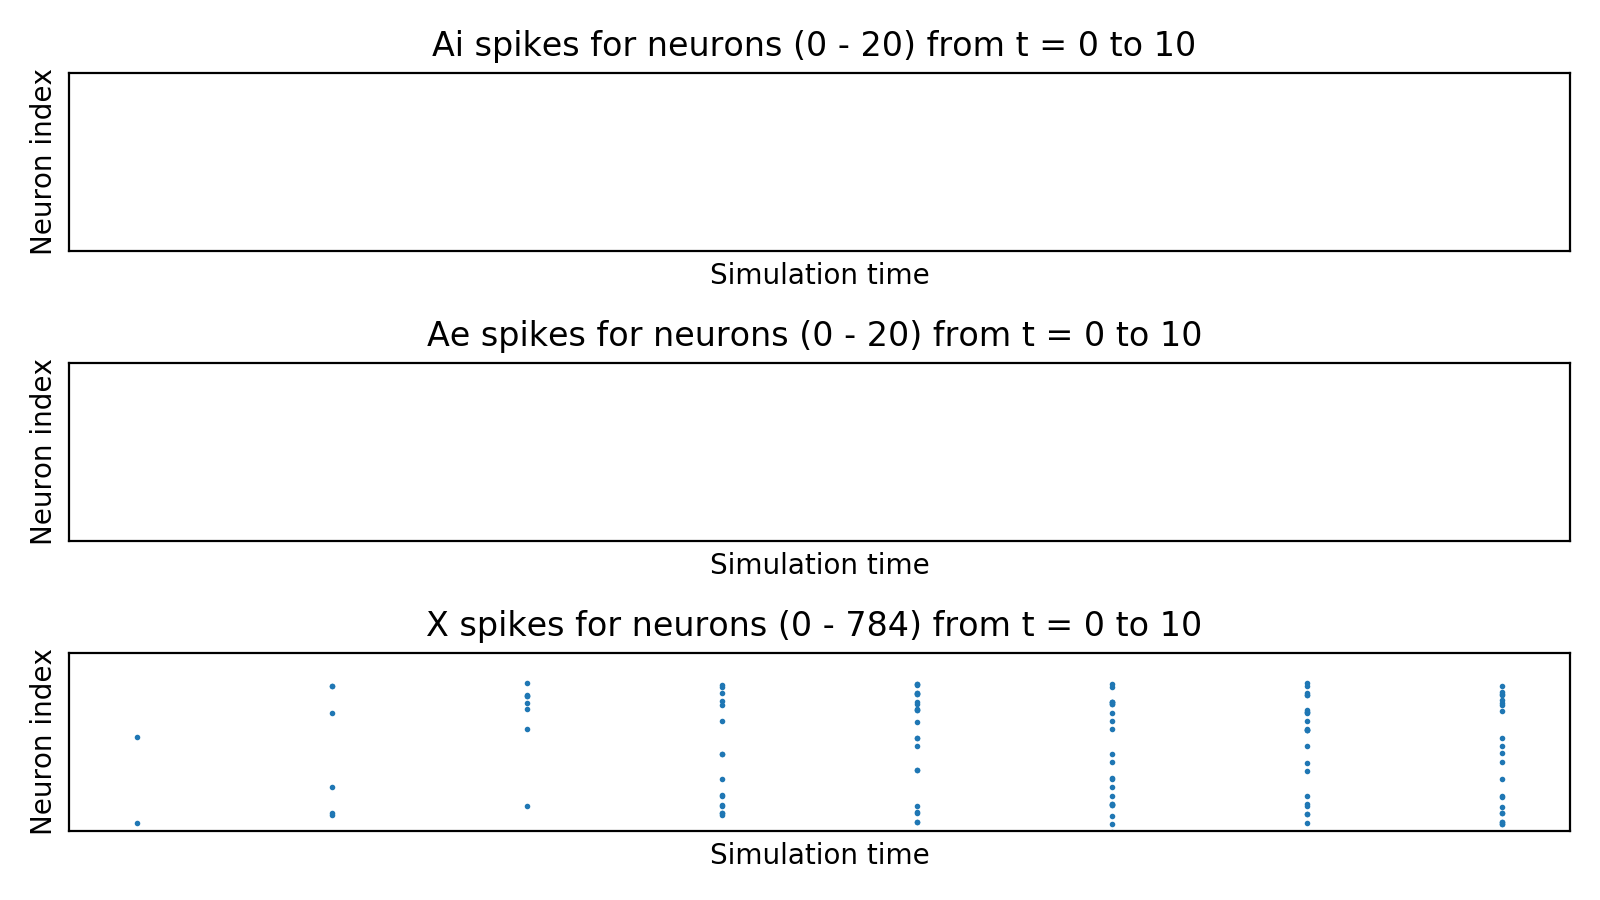 Ai spikes for neurons (0 - 20) from t = 0 to 10
Neuron index
Simulation time
Ae spikes for neurons (0 - 20) from t = 0 to 10
Neuron index
Simulation time
X spikes for neurons (0 - 784) from t = 0 to 10
Neuron index
Simulation time